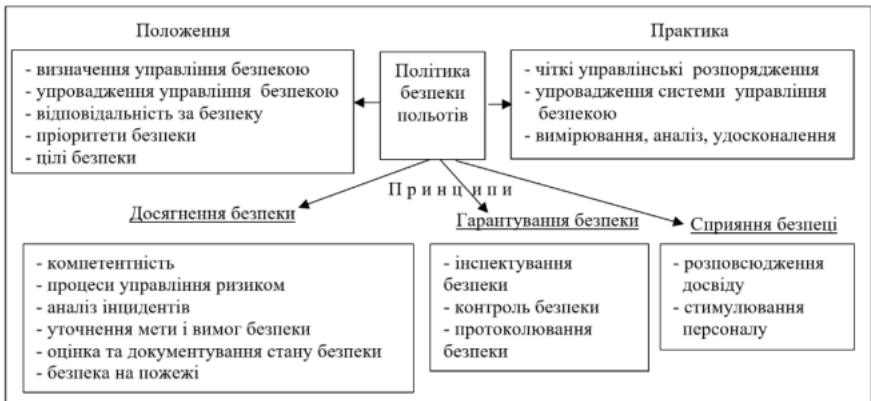 Положення
Практика
- визначення управління безпекою
- упровадження управління безпекою
- відповідальність за безпеку
- пріоритети безпеки
- цілі безпеки
Політика
безпеки
польотів
- чіткі управлінські розпорядження
- упровадження системи управління
безпекою
- вимірювання, аналіз, удосконалення
П р и н ц и п и
Досягнення безпеки
Гарантування безпеки
Сприяння безпеці
- компетентність
- процеси управління ризиком
- аналіз інцидентів
- уточнення мети і вимог безпеки
- оцінка та документування стану безпеки
- безпека на пожежі
- інспектування
безпеки
- контроль безпеки
- протоколювання
безпеки
- розповсюдження
досвіду
- стимулювання
персоналу